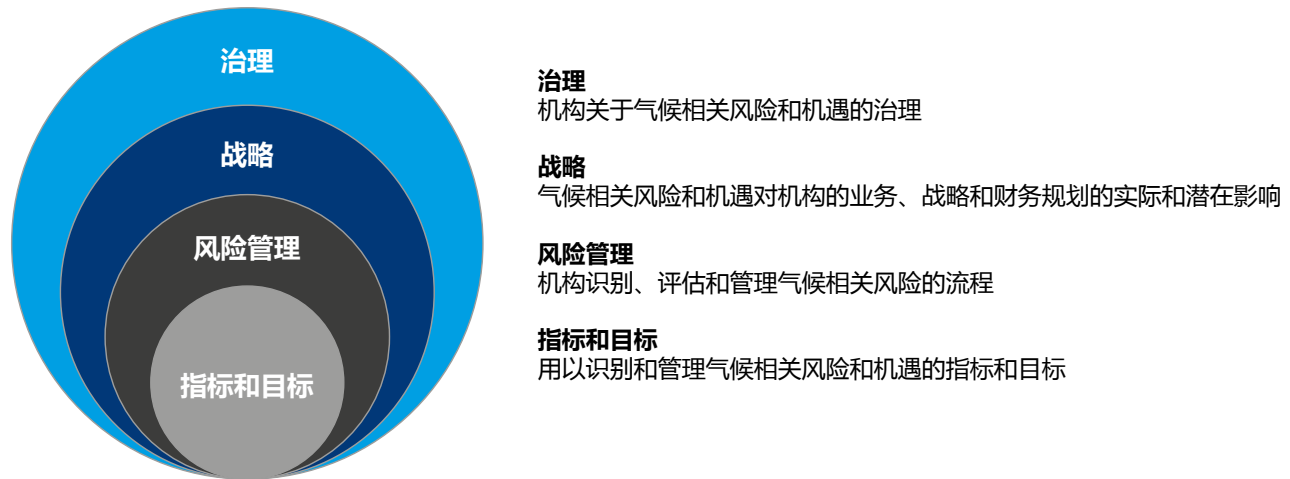 治理
战略
风险管理
指标和目标
治理
机构关于气候相关风险和机遇的治理
战略
气候相关风险和机遇对机构的业务、战略和财务规划的实际和潜在影响
风险管理
机构识别、评估和管理气候相关风险的流程
指标和目标
用以识别和管理气候相关风险和机遇的指标和目标